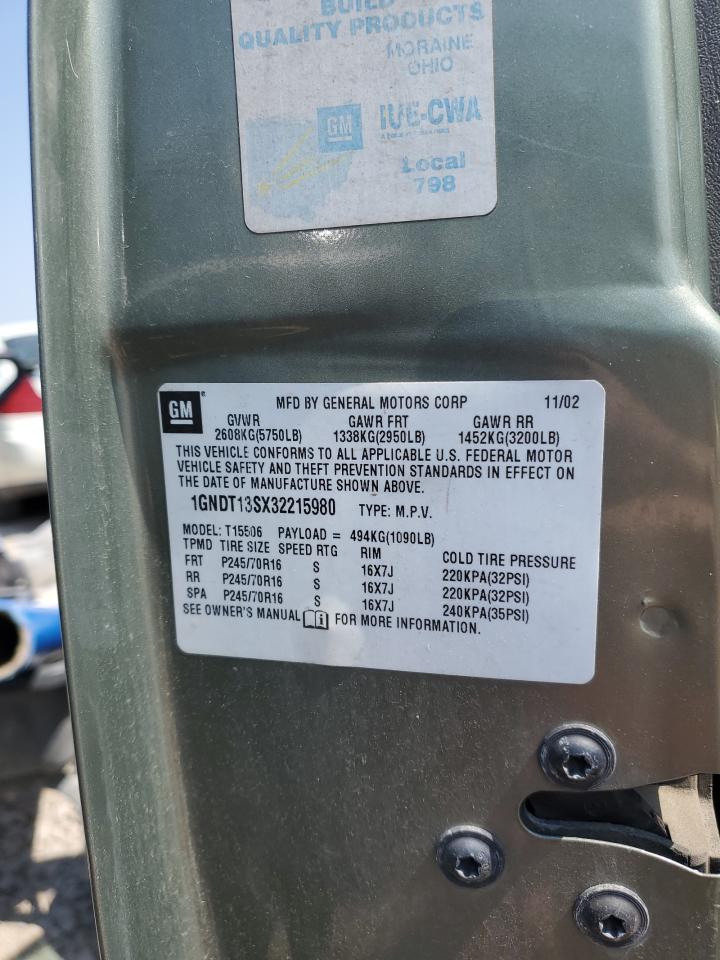 BUILD
QUALITY PRODUCTS
MORAINE
OHIO
GM
IUE-CWA
Local
798
GM
MFD BY GENERAL MOTORS CORP 11/02
GVWR GAWR FRT GAWR RR
2608KG(5750LB) 1338KG(2950LB) 1452KG(3200LB)
THIS VEHICLE CONFORMS TO ALL APPLICABLE U.S. FEDERAL MOTOR
VEHICLE SAFETY AND THEFT PREVENTION STANDARDS IN EFFECT ON
THE DATE OF MANUFACTURE SHOWN ABOVE.
1GNDT13SX32215980 TYPE: M.P.V.
MODEL: T15506 PAYLOAD = 494KG(1090LB)
TPMD TIRE SIZE SPEED RTG RIM COLD TIRE PRESSURE
FRT P245/70R16 S 16X7J 220KPA(32PSI)
RR P245/70R16 S 16X7J 220KPA(32PSI)
SPA P245/70R16 S 16X7J 240KPA(35PSI)
SEE OWNER'S MANUAL FOR MORE INFORMATION.